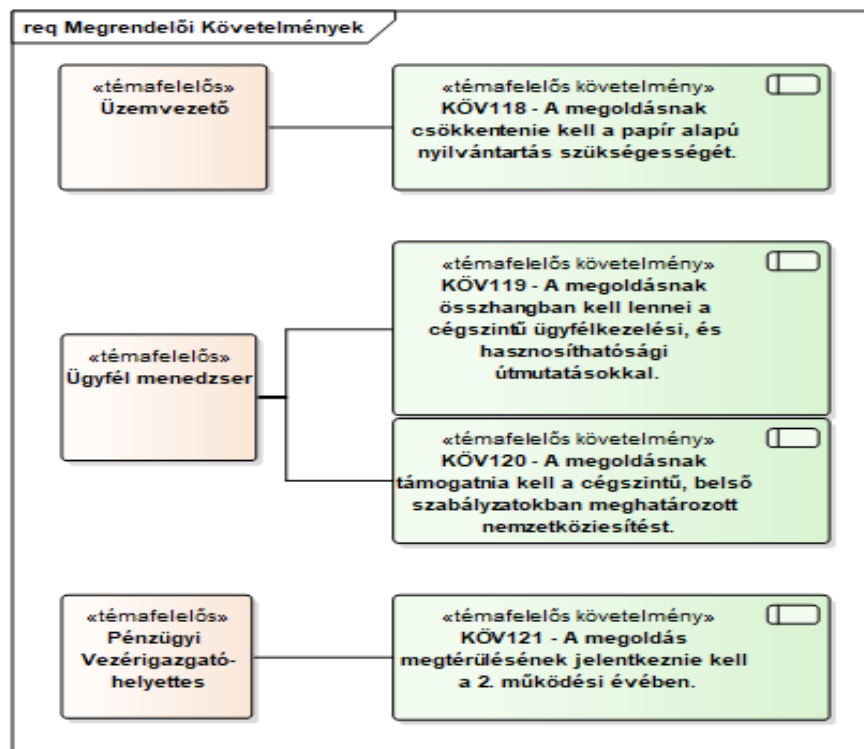 req Megrendelői Követelmények
«témafelelős»
Üzemvezető
«témafelelős követelmény»
KÖV118 - A megoldásnak
csökkentenie kell a papír alapú
nyilvántartás szükségességét.
«témafelelős»
Ügyfél menedzser
«témafelelős követelmény»
KÖV119 - A megoldásnak
összhangban kell lennei a
cégszintű ügyfélkezelési, és
hasznosíthatósági
útmutatásokkal.
«témafelelős követelmény»
KÖV120 - A megoldásnak
támogatnia kell a cégszintű, belső
szabályzatokban meghatározott
nemzetköziesítést.
«témafelelős»
Pénzügyi
Vezérigazgató-
helyettes
«témafelelős követelmény»
KÖV121 - A megoldás
megtérülésének jelentkeznie kell
a 2. működési évében.